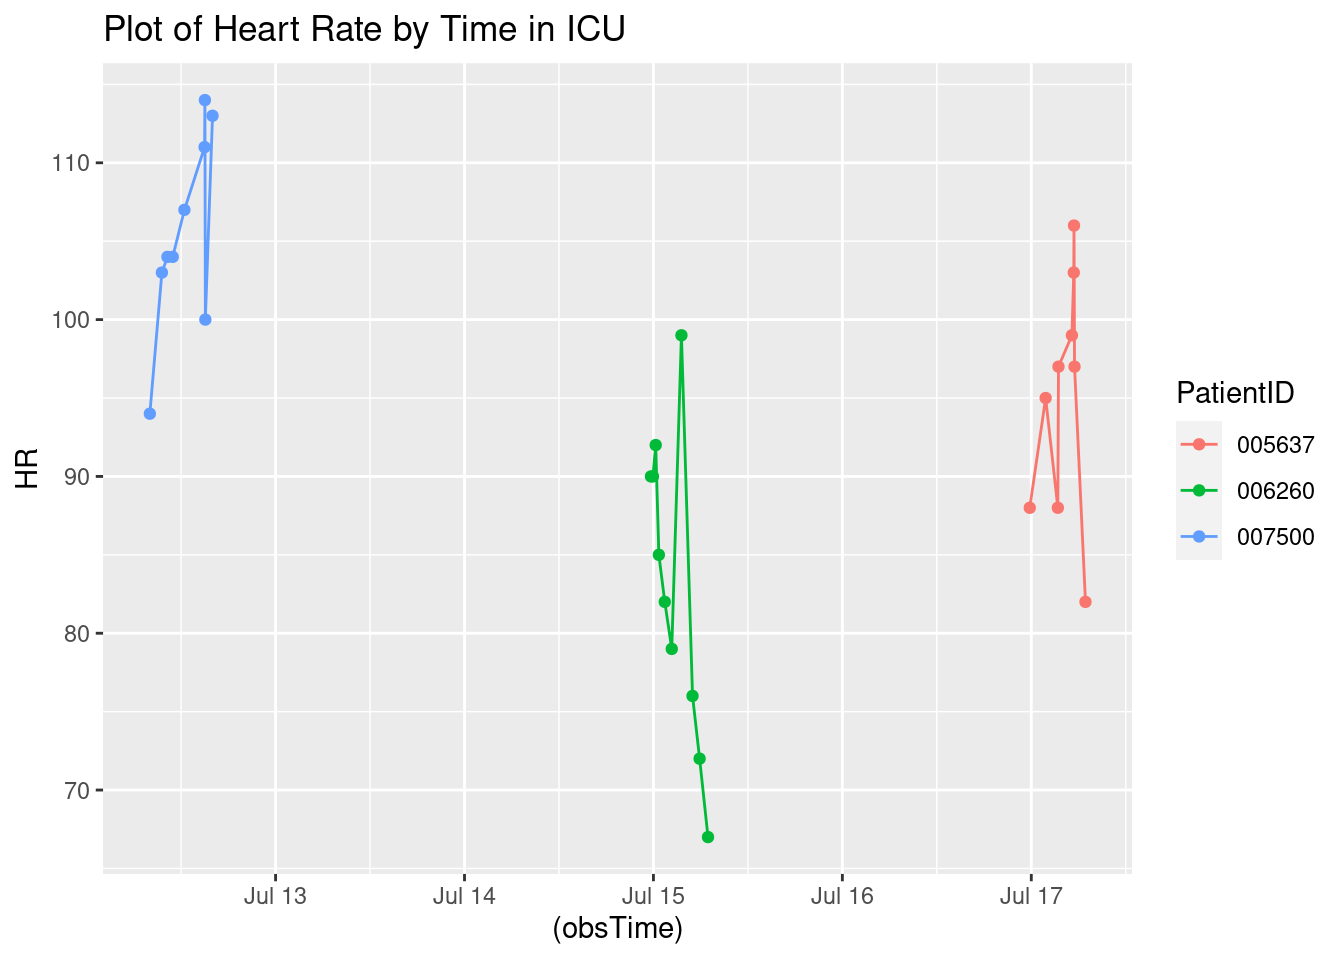 Plot of Heart Rate by Time in ICU
HR
110
100
90
80
70
Jul 13
Jul 14
Jul 15
Jul 16
Jul 17
(obsTime)
PatientID
005637
006260
007500